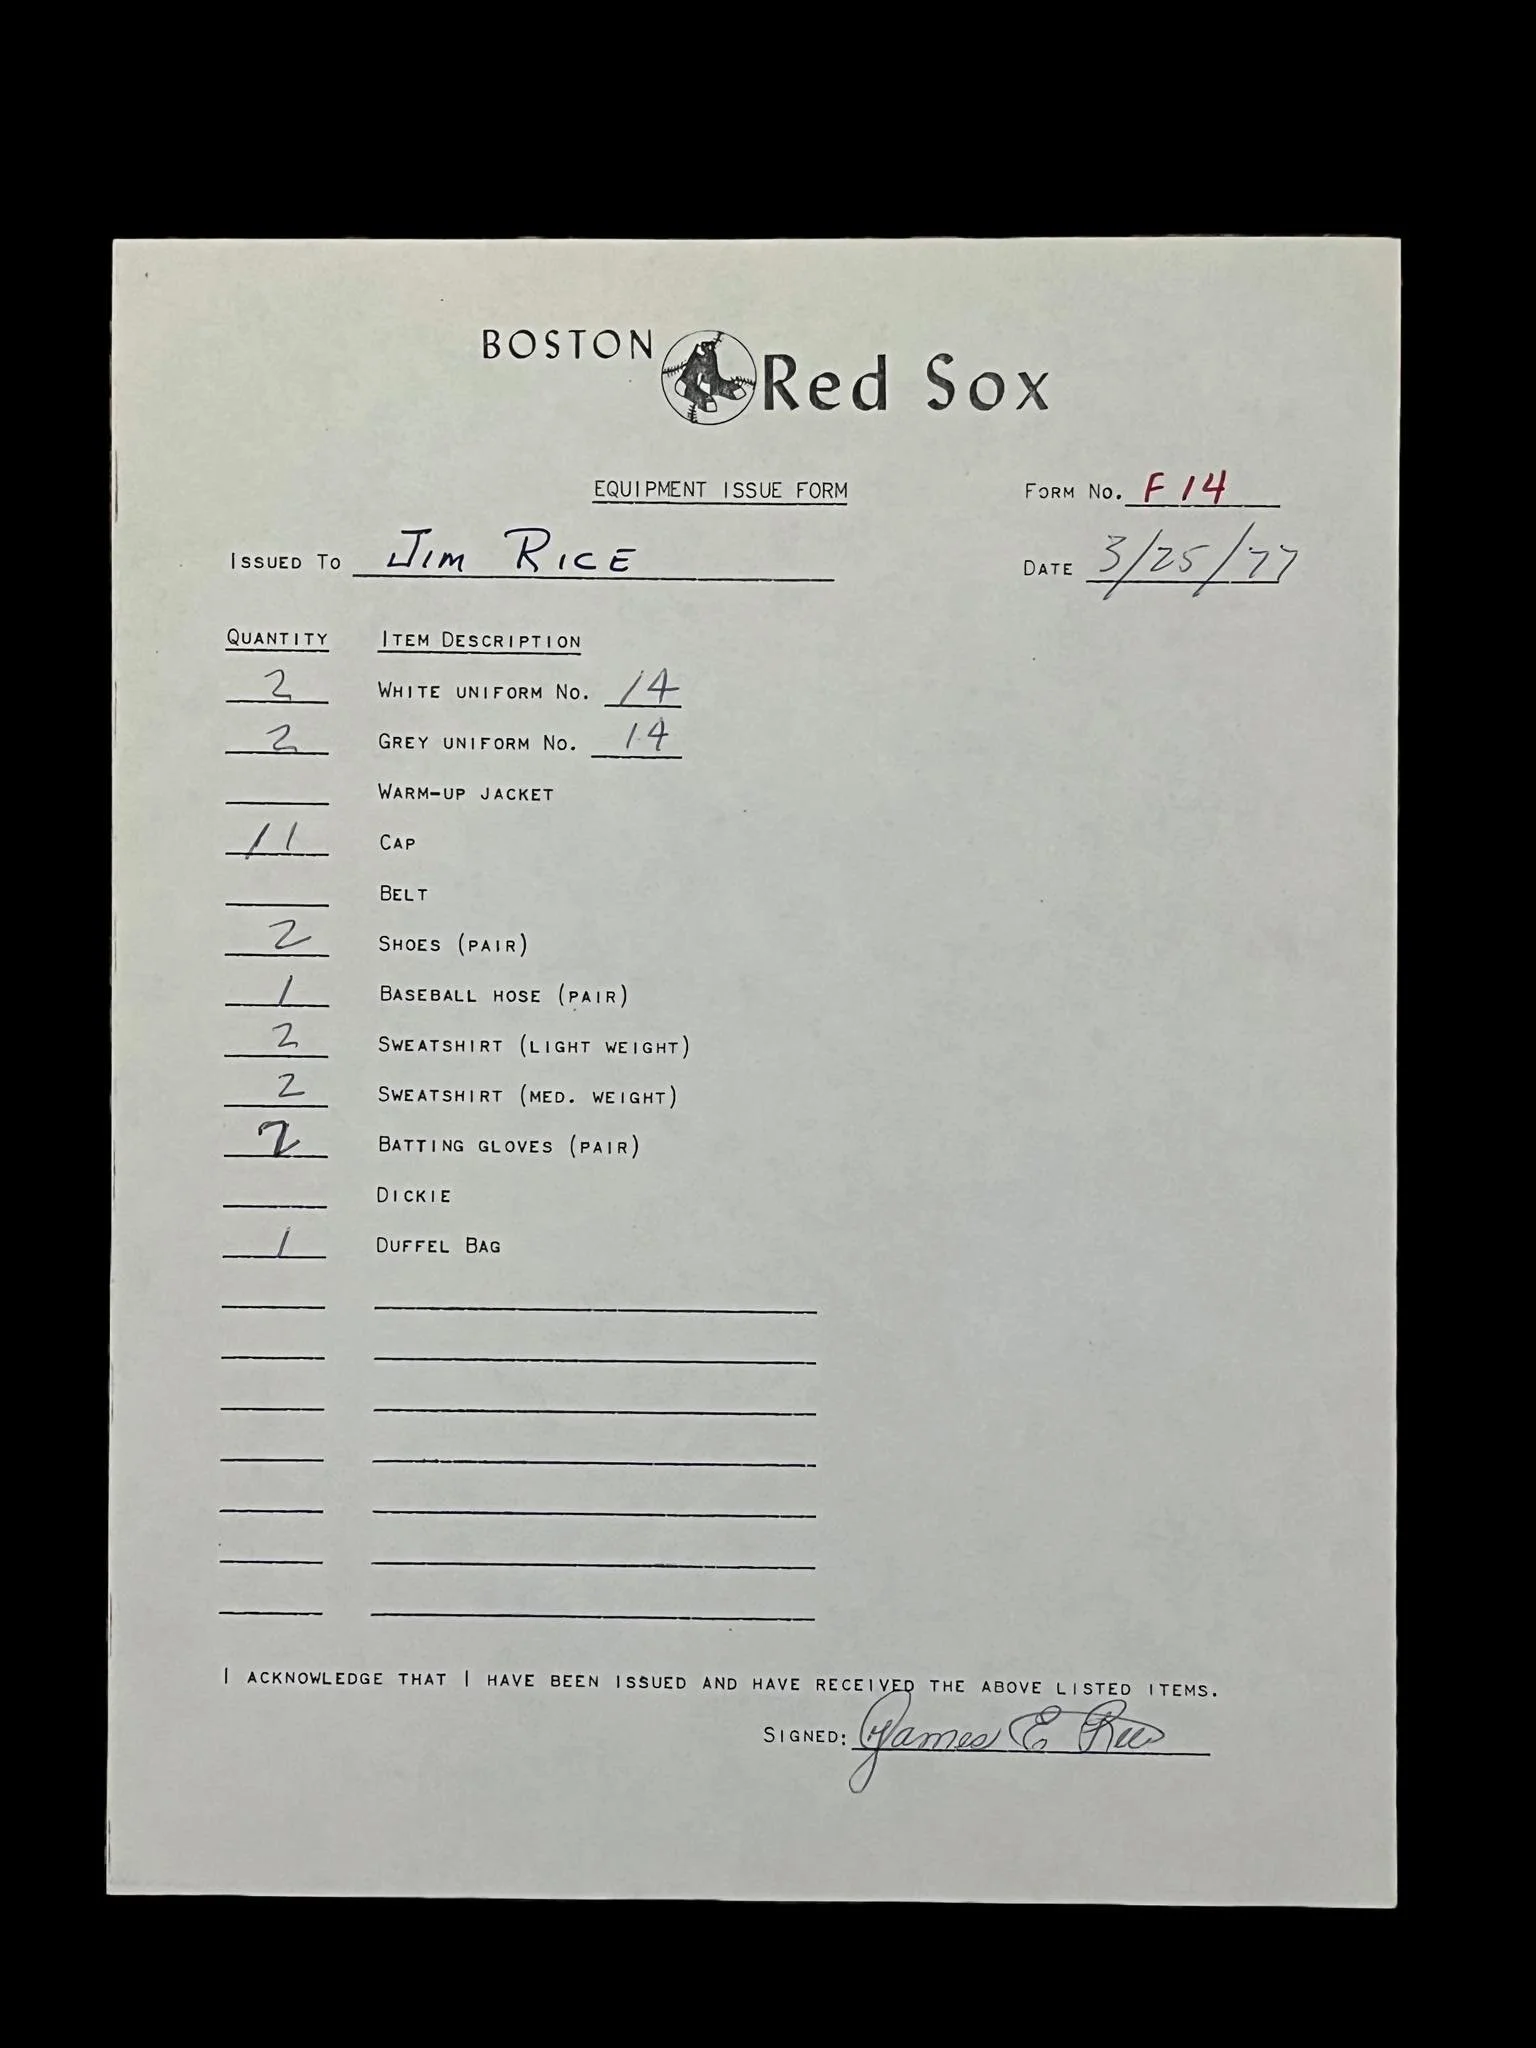 BOSTON Red Sox
EQUIPMENT ISSUE FORM
FORM NO. F 14
ISSUED TO JIM RICE
DATE 3/25/77
QUANTITY ITEM DESCRIPTION
2 WHITE UNIFORM NO. 14
2 GREY UNIFORM NO. 14
WARM-UP JACKET
11 CAP
BELT
2 SHOES (PAIR)
1 BASEBALL HOSE (PAIR)
2 SWEATSHIRT (LIGHT WEIGHT)
2 SWEATSHIRT (MED. WEIGHT)
2 BATTING GLOVES (PAIR)
DICKIE
1 DUFFEL BAG
I ACKNOWLEDGE THAT I HAVE BEEN ISSUED AND HAVE RECEIVED THE ABOVE LISTED ITEMS.
SIGNED: James E Rice